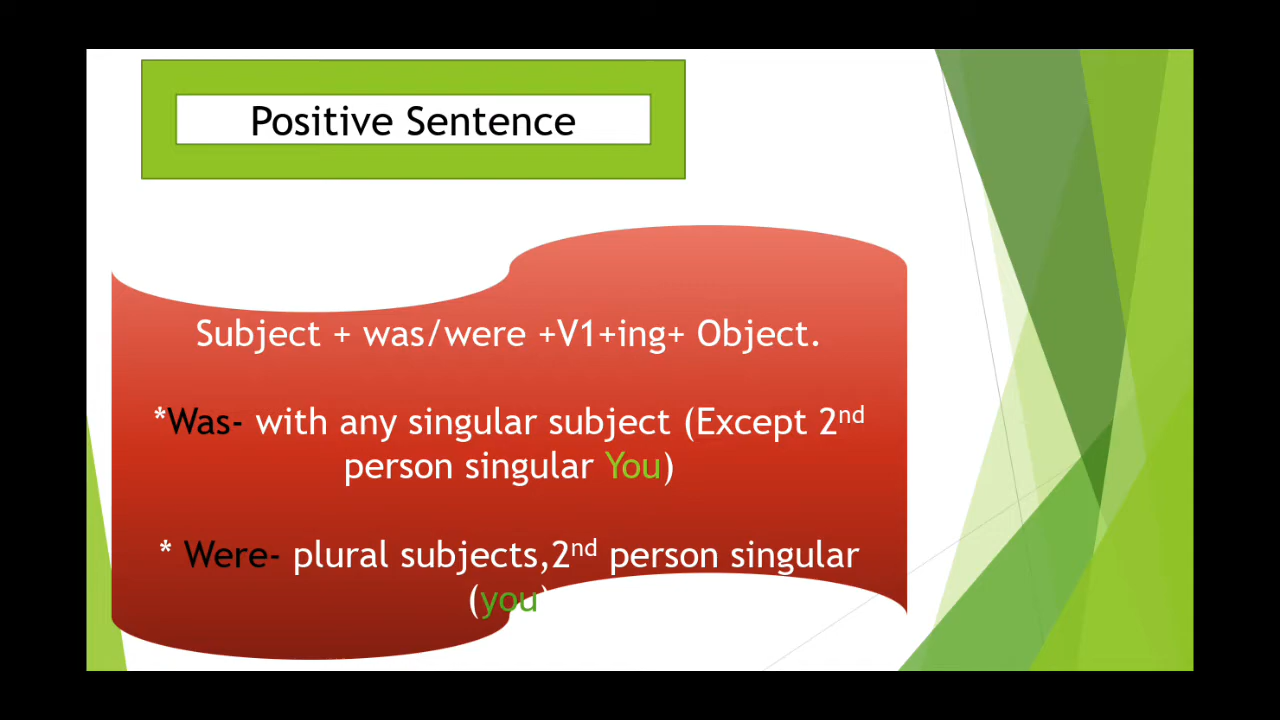 Positive Sentence
Subject + was/were +V1+ing+ Object.
*Was- with any singular subject (Except 2nd
person singular You)
* Were- plural subjects,2nd person singular
(you)